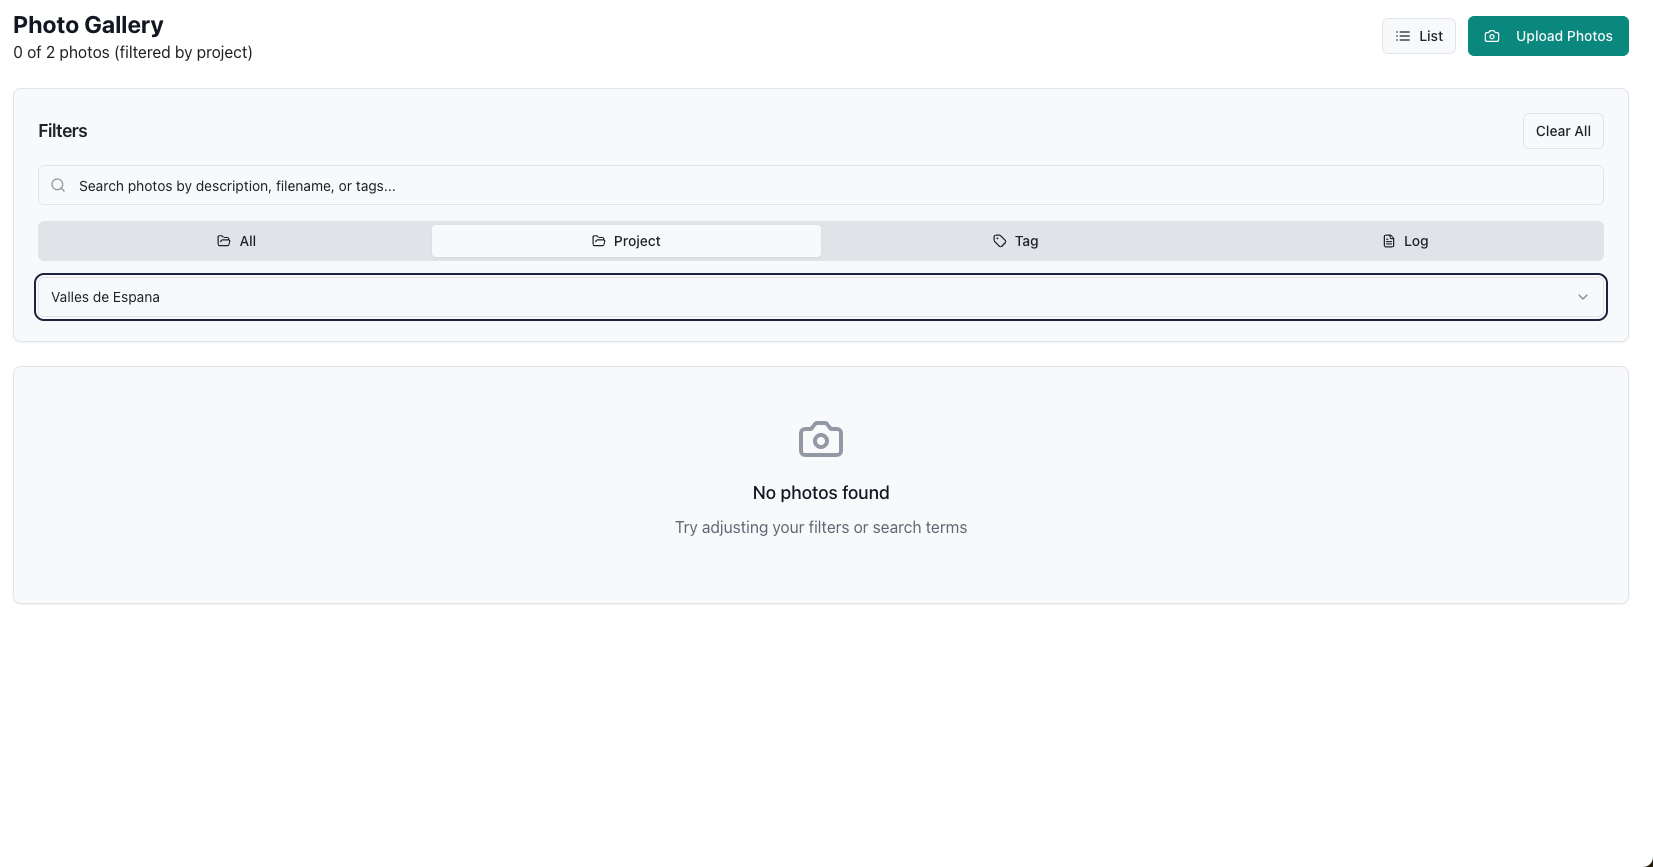 Photo Gallery
0 of 2 photos (filtered by project)
List
Upload Photos
Filters
Clear All
Search photos by description, filename, or tags...
All
Project
Tag
Log
Valles de Espana
No photos found
Try adjusting your filters or search terms